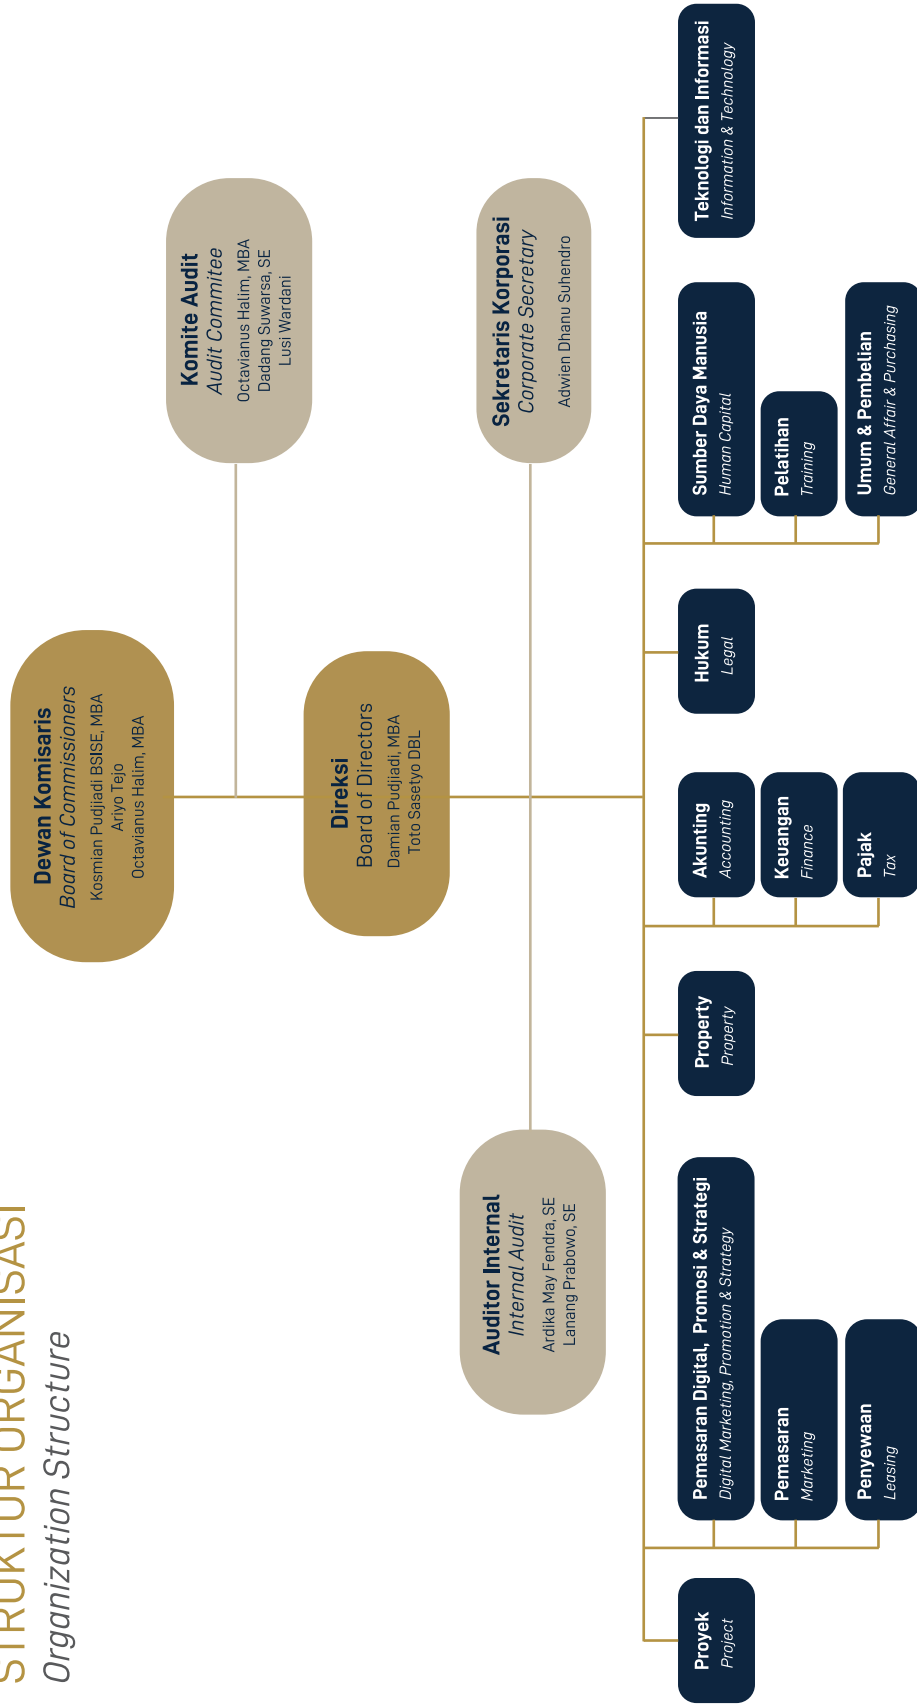 STRUKTUR ORGANISASI
Organization Structure
Dewan Komisaris
Board of Commissioners
Kosmian Pudjiadi BSISE, MBA
Ariyo Tejo
Octavianus Halim, MBA
Komite Audit
Audit Commitee
Octavianus Halim, MBA
Dadang Suwarsa, SE
Lusi Wardani
Direksi
Board of Directors
Damian Pudjiadi, MBA
Toto Sasetyo DBL
Auditor Internal
Internal Audit
Ardika May Fendra, SE
Lanang Prabowo, SE
Sekretaris Korporasi
Corporate Secretary
Adwien Dhanu Suhendro
Proyek
Project
Pemasaran Digital, Promosi & Strategi
Digital Marketing, Promotion & Strategy
Pemasaran
Marketing
Penyewaan
Leasing
Property
Property
Akunting
Accounting
Keuangan
Finance
Pajak
Tax
Hukum
Legal
Sumber Daya Manusia
Human Capital
Pelatihan
Training
Umum & Pembelian
General Affair & Purchasing
Teknologi dan Informasi
Information & Technology